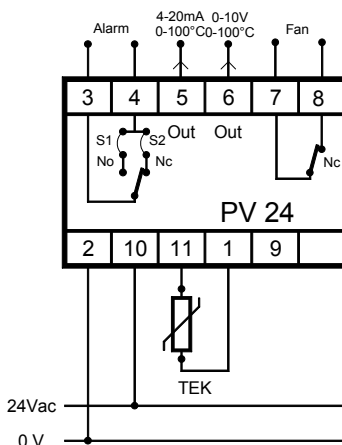 Alarm
4-20mA 0-10V
0-100°C 0-100°C
Fan
3 4 5 6 7 8
S1 S2 Out Out
No Nc Nc
PV 24
2 10 11 1 9
TEK
24Vac
0 V